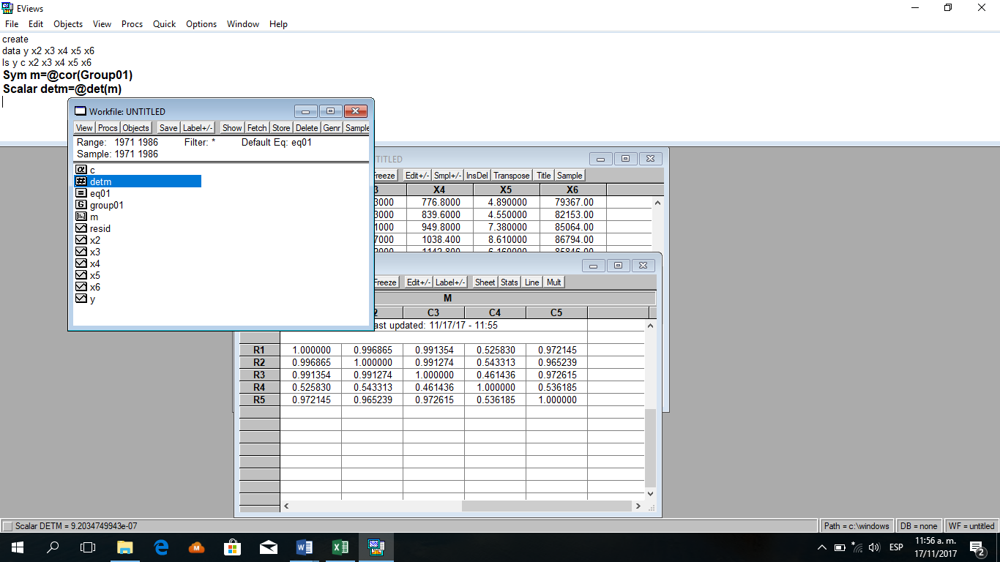 EViews
File Edit Objects View Procs Quick Options Window Help
create
data y x2 x3 x4 x5 x6
ls y c x2 x3 x4 x5 x6
Sym m=@cor(Group01)
Scalar detm=@det(m)
Workfile: UNTITLED
View Procs Objects Save Label+/- Show Fetch Store Delete Genr Sample
Range: 1971 1986 Filter: * Default Eq: eq01
Sample: 1971 1986
c
detm
eq01
group01
m
resid
x2
x3
x4
x5
x6
y
TITLED
reeze Edit+/- Smpl+/- InsDel Transpose Title Sample
3 X4 X5 X6
3000 776.8000 4.890000 79367.00
3000 839.6000 4.550000 82153.00
1000 949.8000 7.380000 85064.00
7000 1038.400 8.610000 86794.00
1142.800 6.160000 85846.00
reeze Edit+/- Label+/- Sheet Stats Line Mult
M
2 C3 C4 C5
ast updated: 11/17/17 - 11:55
R1 1.000000 0.996865 0.991354 0.525830 0.972145
R2 0.996865 1.000000 0.991274 0.543313 0.965239
R3 0.991354 0.991274 1.000000 0.461436 0.972615
R4 0.525830 0.543313 0.461436 1.000000 0.536185
R5 0.972145 0.965239 0.972615 0.536185 1.000000
Scalar DETM = 9.2034749943e-07 Path = c:\windows DB = none WF = untitled
ESP 11:56 a. m.
17/11/2017 2